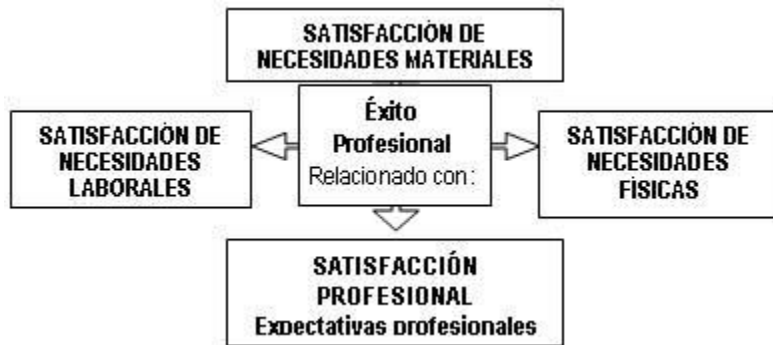 SATISFACCIÓN DE
NECESIDADES MATERIALES
Éxito
Profesional
Relacionado con:
SATISFACCIÓN DE
NECESIDADES
LABORALES
SATISFACCIÓN DE
NECESIDADES
FÍSICAS
SATISFACCIÓN
PROFESIONAL
Expectativas profesionales